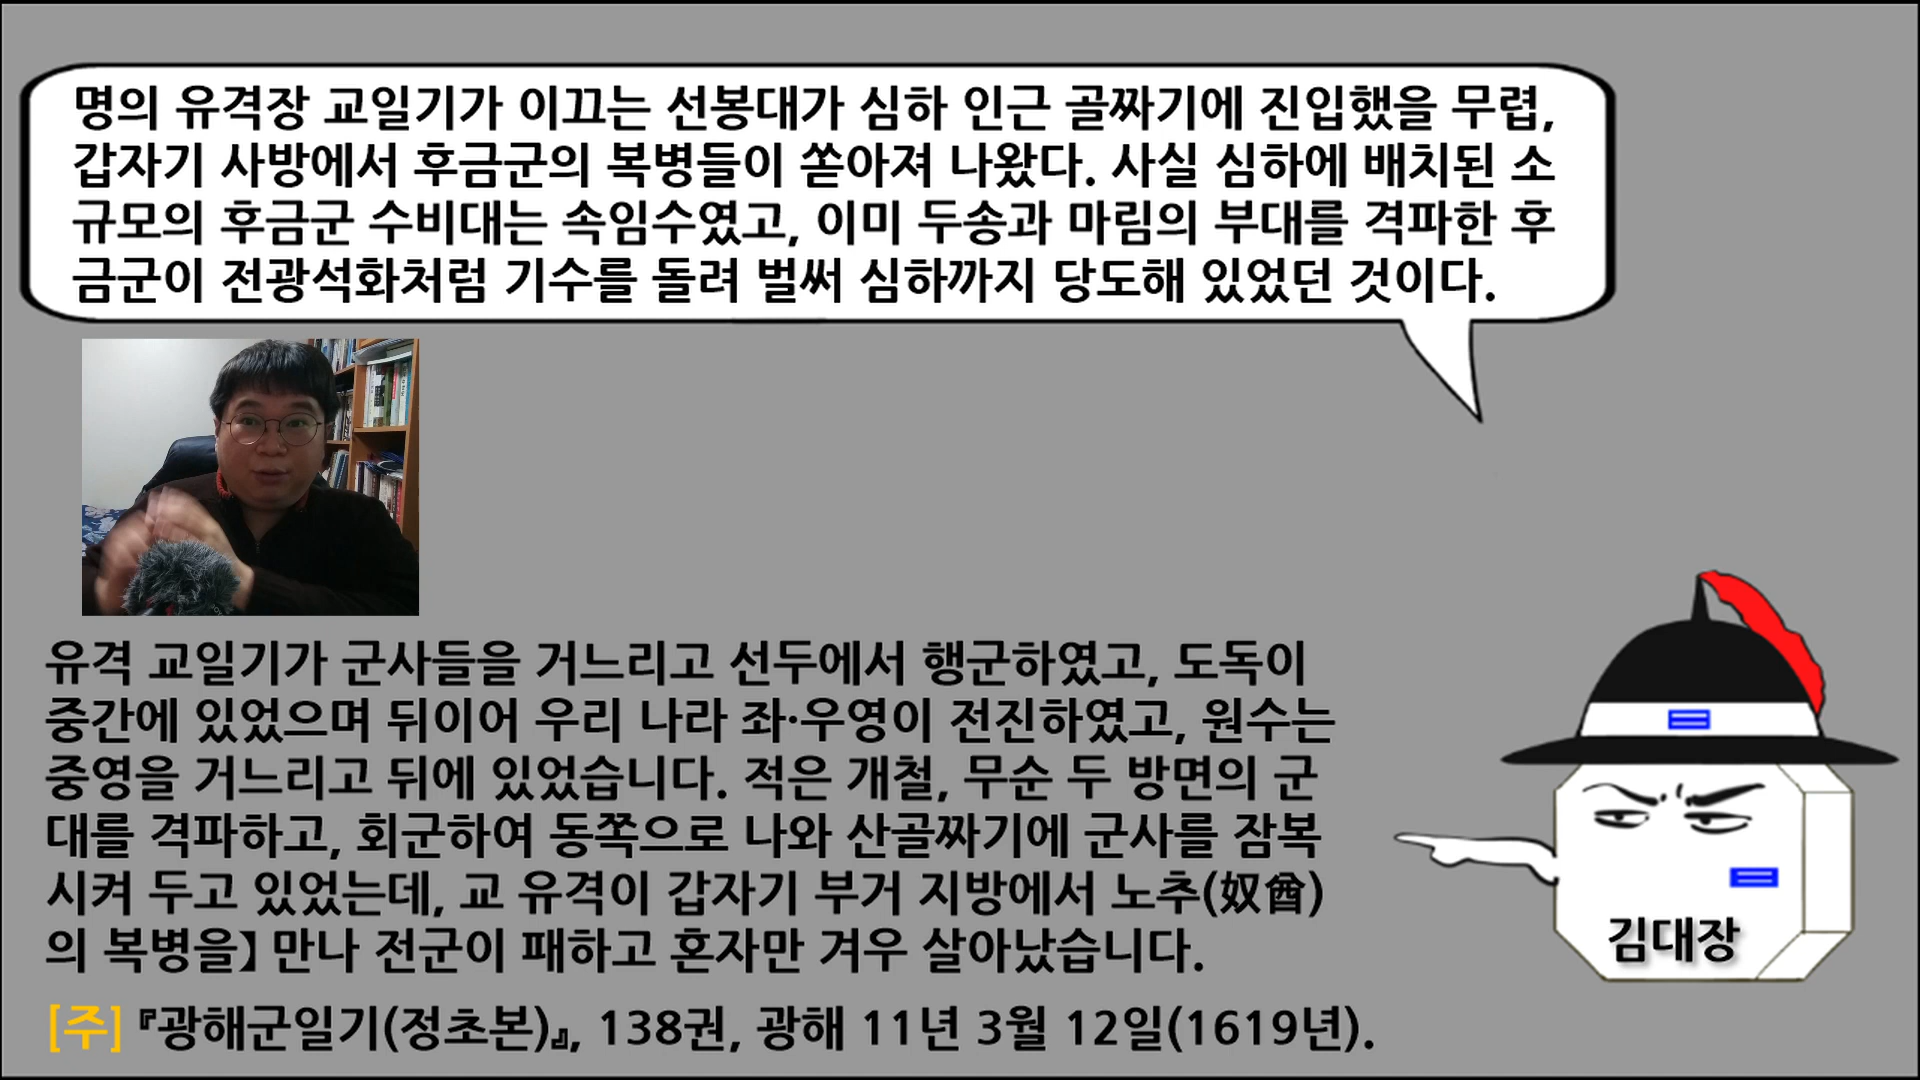 명의 유격장 교일기가 이끄는 선봉대가 심하 인근 골짜기에 진입했을 무렵,
갑자기 사방에서 후금군의 복병들이 쏟아져 나왔다. 사실 심하에 배치된 소
규모의 후금군 수비대는 속임수였고, 이미 두송과 마림의 부대를 격파한 후
금군이 전광석화처럼 기수를 돌려 벌써 심하까지 당도해 있었던 것이다.
유격 교일기가 군사들을 거느리고 선두에서 행군하였고, 도독이
중간에 있었으며 뒤이어 우리 나라 좌·우영이 전진하였고, 원수는
중영을 거느리고 뒤에 있었습니다. 적은 개철, 무순 두 방면의 군
대를 격파하고, 회군하여 동쪽으로 나와 산골짜기에 군사를 잠복
시켜 두고 있었는데, 교 유격이 갑자기 부거 지방에서 노추(奴酋)
의 복병을】 만나 전군이 패하고 혼자만 겨우 살아났습니다.
김대장
[주] 『광해군일기(정초본)』, 138권, 광해 11년 3월 12일(1619년).